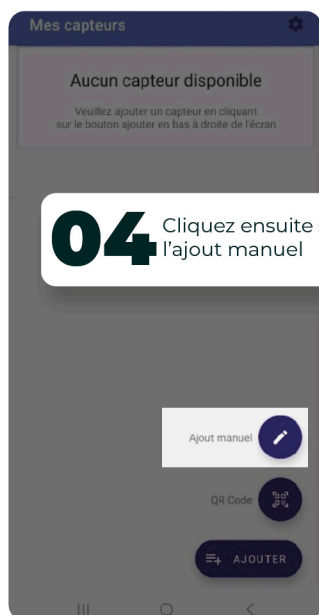 Mes capteurs
Aucun capteur disponible
Veuillez ajouter un capteur en cliquant
sur le bouton ajouter en bas à droite de l'écran
04
Cliquez ensuite
l'ajout manuel
Ajout manuel
QR Code
AJOUTER